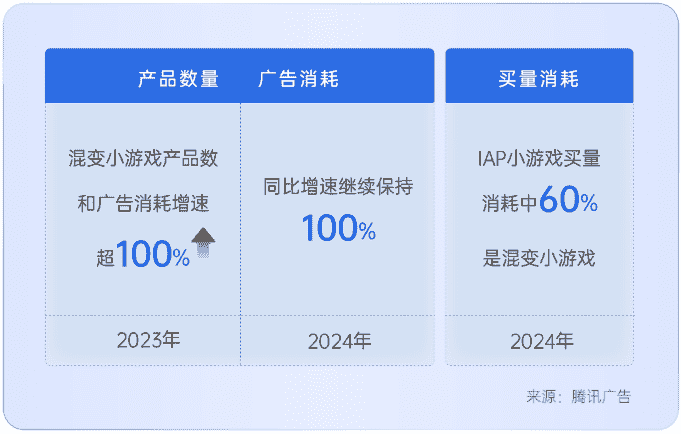 产品数量 广告消耗
买量消耗
混变小游戏产品数
和广告消耗增速
超100%
同比增速继续保持
100%
IAP小游戏买量
消耗中60%
是混变小游戏
2023年
2024年
2024年
来源：腾讯广告